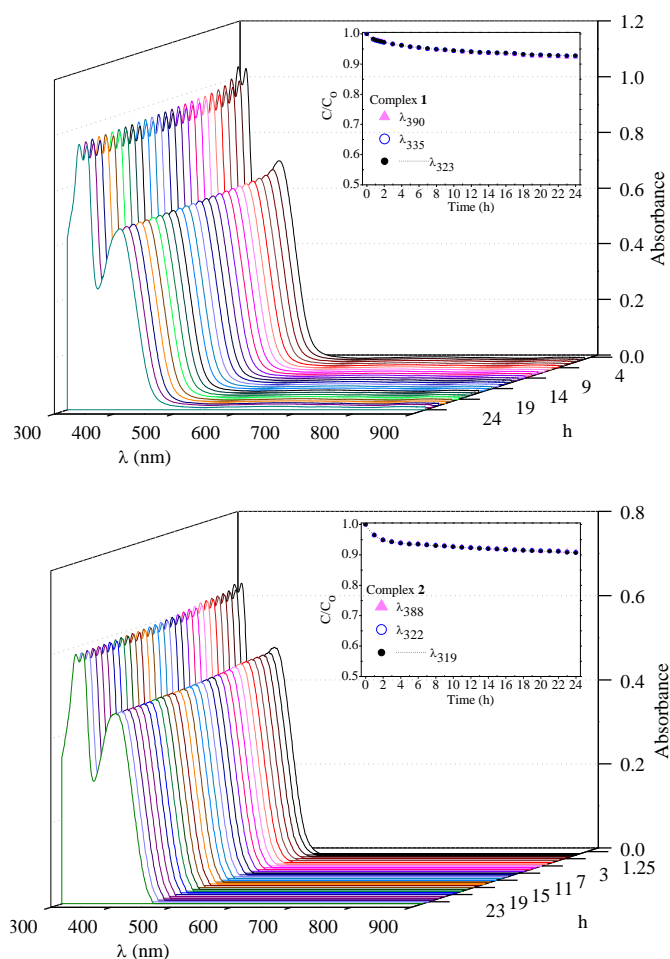 1.2
1.0
0.8
0.6
0.4
0.2
0.0
Absorbance
1.0
0.9
0.8
0.7
0.6
0.5
C/C₀
Complex 1
λ390
λ335
λ323
0 2 4 6 8 10 12 14 16 18 20 22 24
Time (h)
4
9
14
19
24
h
300 400 500 600 700 800 900
λ (nm)
0.8
0.6
0.4
0.2
0.0
Absorbance
1.0
0.9
0.8
0.7
0.6
0.5
C/C₀
Complex 2
λ388
λ322
λ319
0 2 4 6 8 10 12 14 16 18 20 22 24
Time (h)
1.25
3
7
11
15
19
23
h
300 400 500 600 700 800 900
λ (nm)